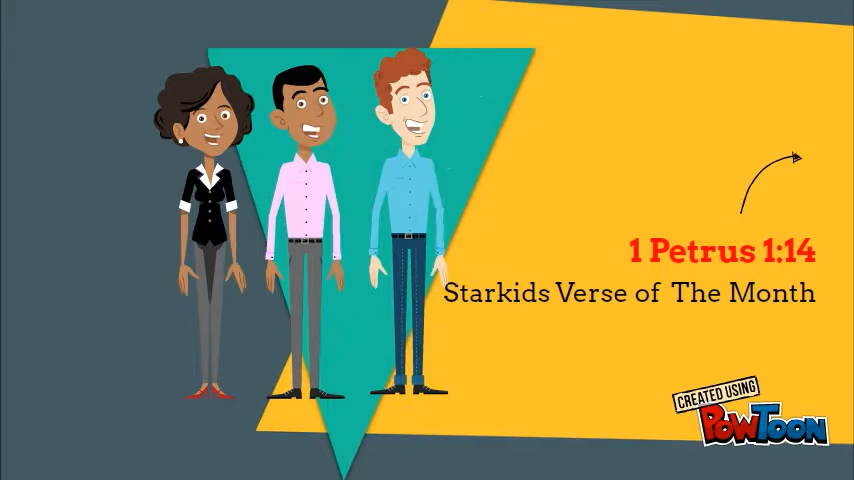 1 Petrus 1:14
Starkids Verse of The Month
CREATED USING
POWTOON